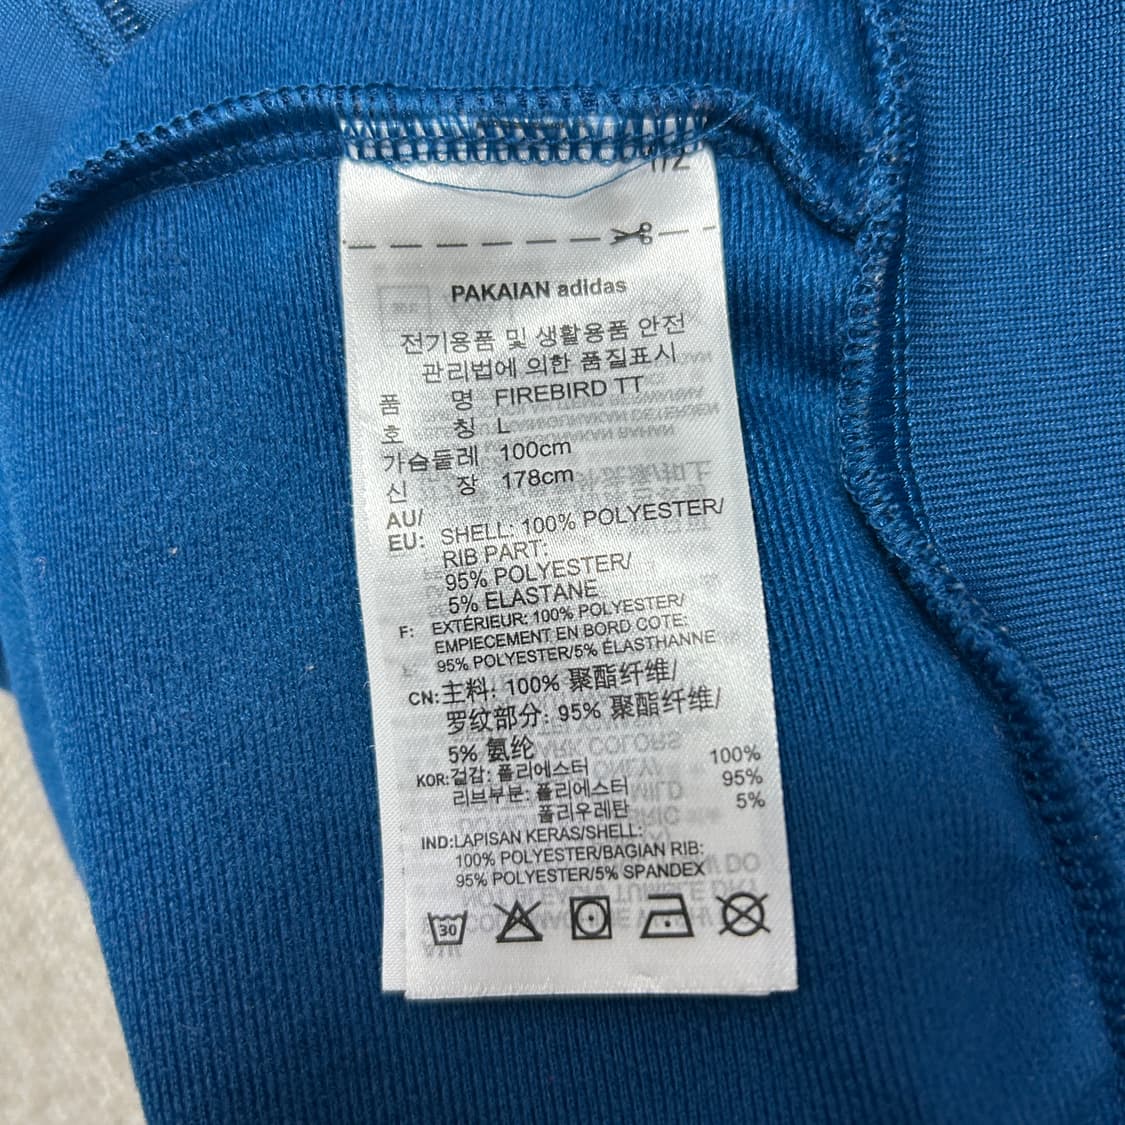 1/2
PAKAIAN adidas
전기용품 및 생활용품 안전
관리법에 의한 품질표시
품 명 FIREBIRD TT
호 칭 L
가슴둘레 100cm
신 장 178cm
AU/
EU: SHELL: 100% POLYESTER/
RIB PART:
95% POLYESTER/
5% ELASTANE
F: EXTÉRIEUR: 100% POLYESTER/
EMPIECEMENT EN BORD COTE:
95% POLYESTER/5% ÉLASTHANNE
CN: 主料: 100% 聚酯纤维/
罗纹部分: 95% 聚酯纤维/
5% 氨纶
KOR: 겉감: 폴리에스터 100%
리브부분: 폴리에스터 95%
폴리우레탄 5%
IND: LAPISAN KERAS/SHELL:
100% POLYESTER/BAGIAN RIB:
95% POLYESTER/5% SPANDEX
30